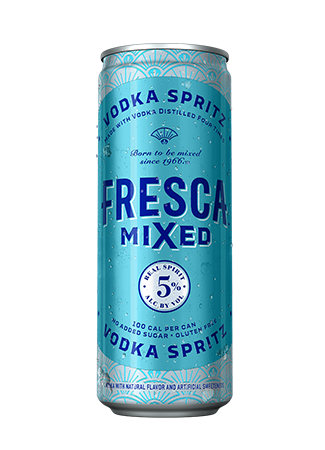 VODKA SPRITZ
MADE WITH VODKA DISTILLED FOUR TIMES
Born to be mixed
since 1966.
FRESCA
MIXED
REAL SPIRIT
5%
ALC BY VOL
100 CAL PER CAN
NO ADDED SUGAR • GLUTEN FREE
VODKA SPRITZ
WITH NATURAL FLAVOR AND ARTIFICIAL